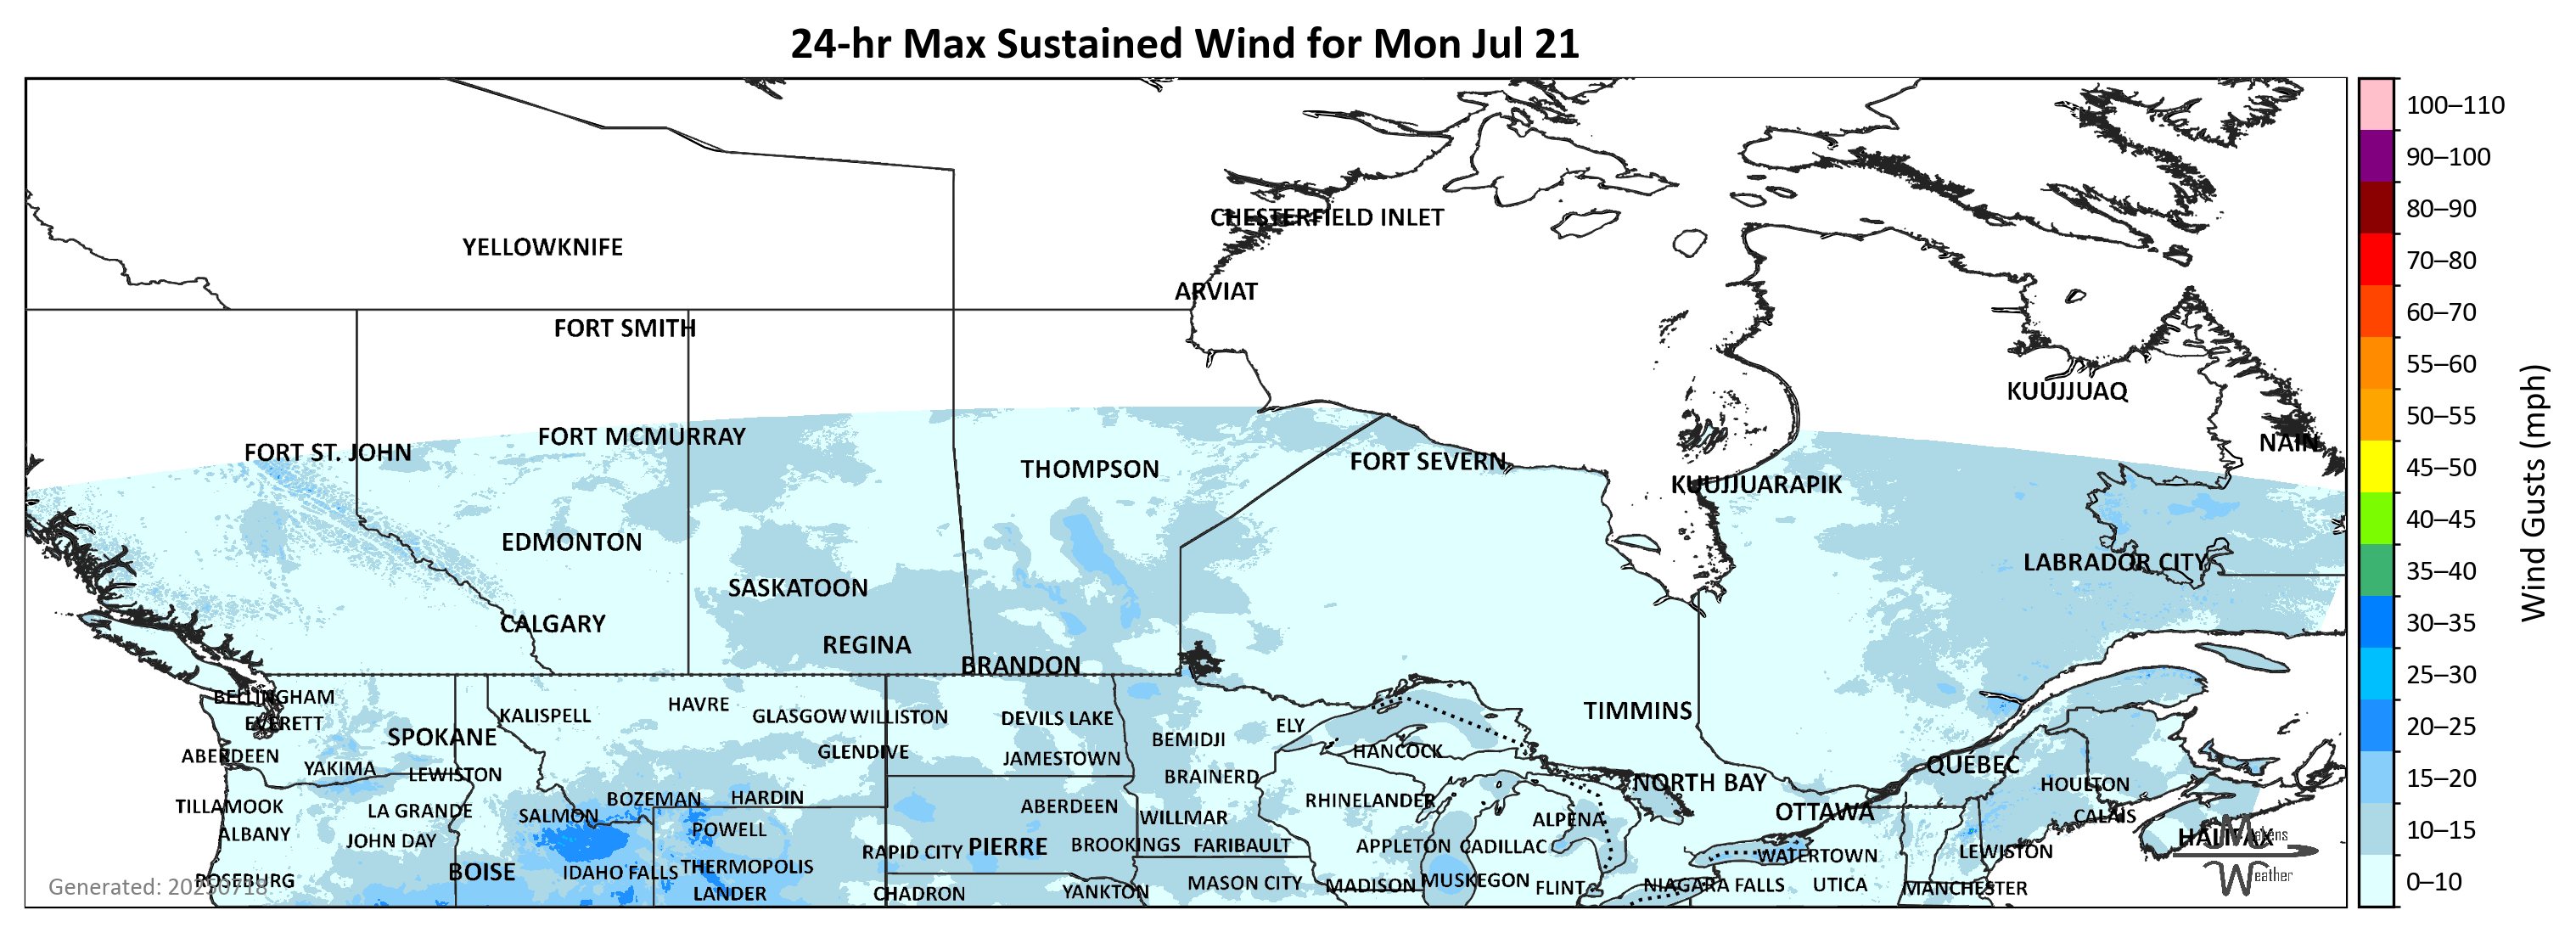 24-hr Max Sustained Wind for Mon Jul 21
100–110
90–100
80–90
70–80
60–70
55–60
50–55
45–50
40–45
35–40
30–35
25–30
20–25
15–20
10–15
0–10
Wind Gusts (mph)
CHESTERFIELD INLET
YELLOWKNIFE
ARVIAT
FORT SMITH
KUUJJUAQ
FORT MCMURRAY
NAIN
FORT ST. JOHN
FORT SEVERN
THOMPSON
KUUJJUARAPIK
EDMONTON
LABRADOR CITY
SASKATOON
CALGARY
REGINA
BRANDON
BELLINGHAM
HAVRE
TIMMINS
KALISPELL
GLASGOW
WILLISTON
DEVILS LAKE
EVERETT
ELY
SPOKANE
BEMIDJI
HANCOCK
GLENDIVE
ABERDEEN
JAMESTOWN
QUÉBEC
YAKIMA
LEWISTON
BRAINERD
NORTH BAY
HOULTON
BOZEMAN
HARDIN
RHINELANDER
TILLAMOOK
ABERDEEN
LA GRANDE
OTTAWA
SALMON
CALAIS
WILLMAR
ALPENA
POWELL
ALBANY
HALIFAX
JOHN DAY
PIERRE
BROOKINGS
FARIBAULT
APPLETON
CADILLAC
RAPID CITY
LEWISTON
WATERTOWN
THERMOPOLIS
BOISE
IDAHO FALLS
MUSKEGON
ROSEBURG
MASON CITY
MADISON
NIAGARA FALLS
UTICA
FLINT
MANCHESTER
YANKTON
LANDER
CHADRON
Generated: 20250718
Makens
Weather